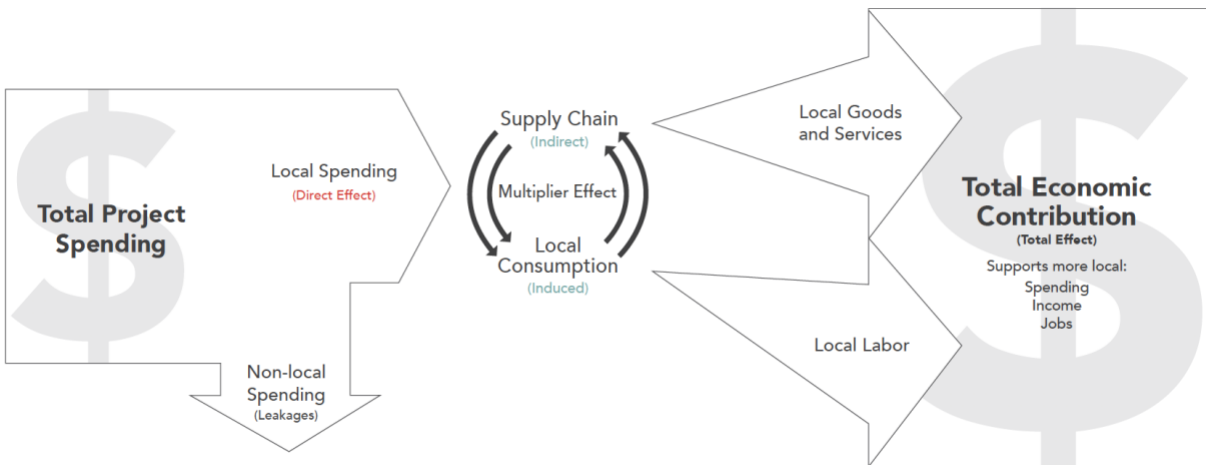 Total Project
Spending
Local Spending
(Direct Effect)
Non-local
Spending
(Leakages)
Supply Chain
(Indirect)
Multiplier Effect
Local
Consumption
(Induced)
Local Goods
and Services
Local Labor
Total Economic
Contribution
(Total Effect)
Supports more local:
Spending
Income
Jobs